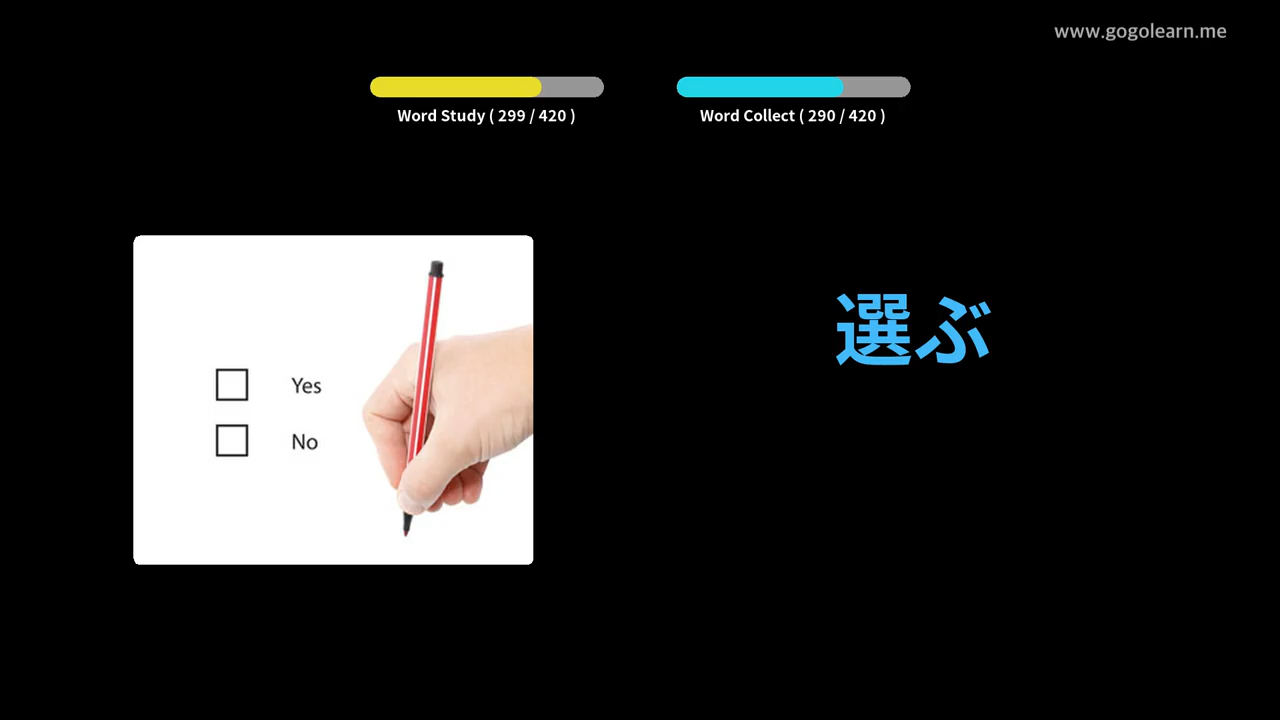 www.gogolearn.me
Word Study ( 299 / 420 )
Word Collect ( 290 / 420 )
Yes
No
選ぶ